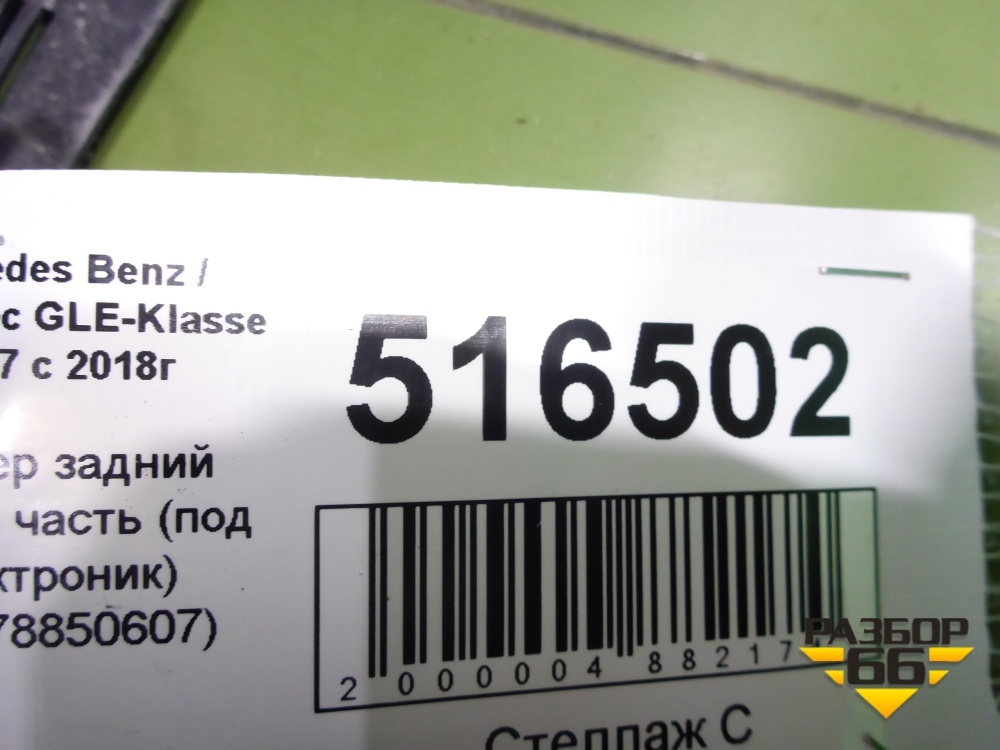 edes Benz /
с GLE-Klasse
7 с 2018г
516502
ер задний
часть (под
ктроник)
78850607)
2 000004 88217
Стеллаж С
РАЗБОР
66